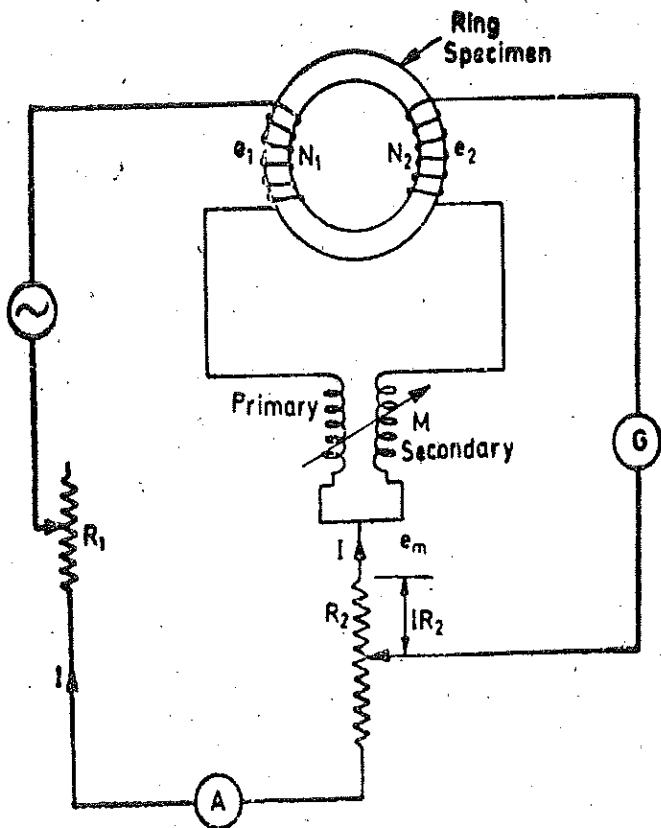 Ring
Specimen
e1 N1 N2 e2
Primary
M
Secondary
G
R1
I em
R2 IR2
I
A